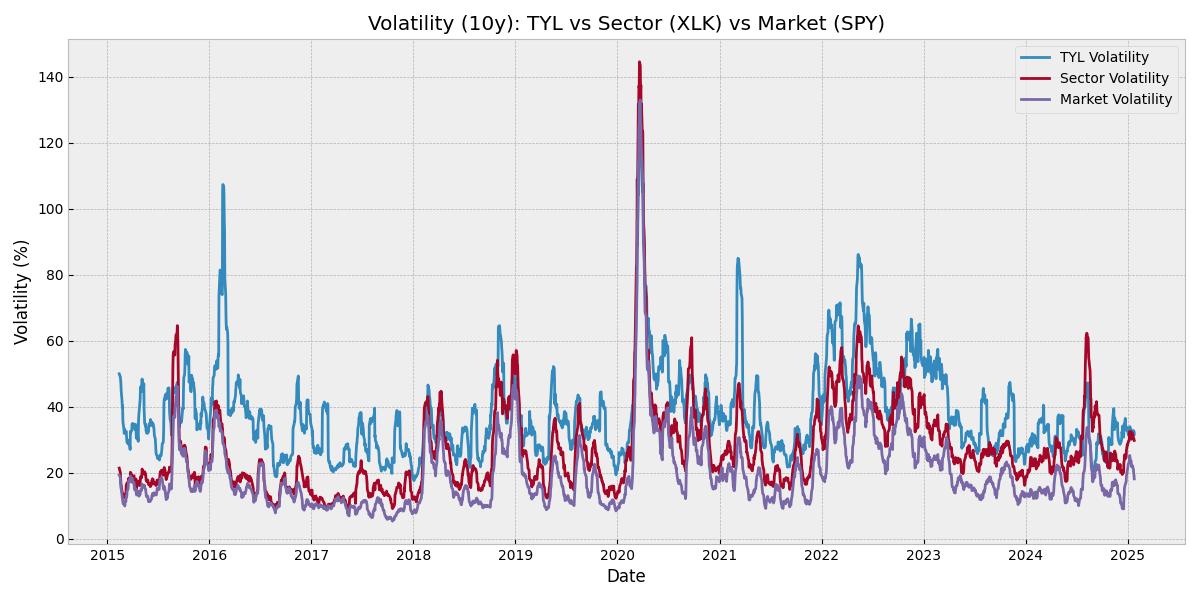 Volatility (10y): TYL vs Sector (XLK) vs Market (SPY)
TYL Volatility
Sector Volatility
Market Volatility
Volatility (%)
140
120
100
80
60
40
20
0
2015 2016 2017 2018 2019 2020 2021 2022 2023 2024 2025
Date